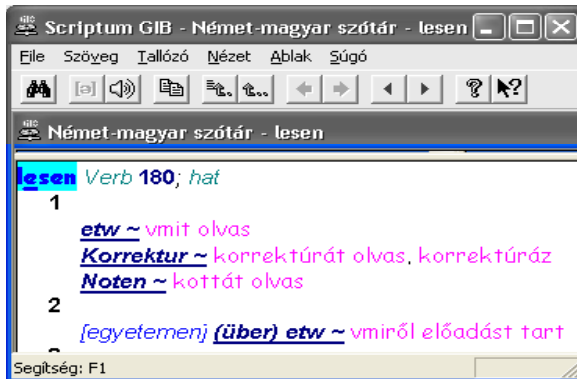 Scriptum GIB - Német-magyar szótár - lesen
File Szöveg Tallózó Nézet Ablak Súgó
Német-magyar szótár - lesen
lesen Verb 180; hat
1
etw ~ vmit olvas
Korrektur ~ korrektúrát olvas, korrektúráz
Noten ~ kottát olvas
2
[egyetemen] (über) etw ~ vmiről előadást tart
Segítség: F1